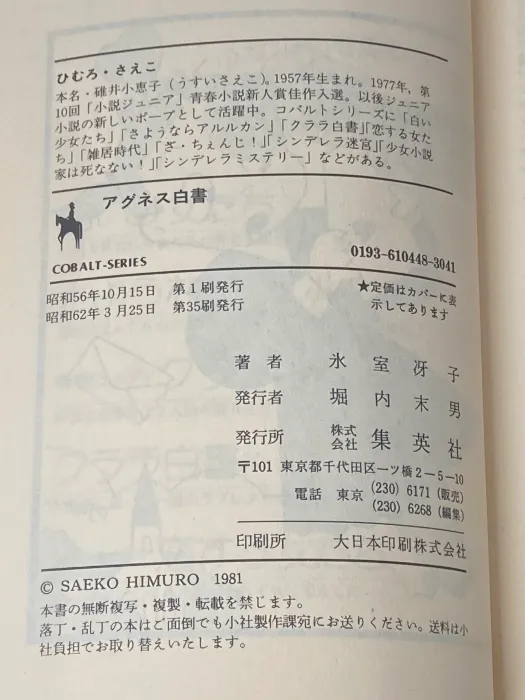 ひむろ・さえこ
本名・碓井小恵子（うすいさえこ）。1957年生まれ。1977年，第
10回「小説ジュニア」青春小説新人賞佳作入選。以後ジュニア
小説の新しいホープとして活躍中。コバルトシリーズに「白い
少女たち」「さようならアルルカン」「クララ白書」「恋する女た
ち」「雑居時代」「ざ・ちぇんじ！」「シンデレラ迷宮」「少女小説
家は死なない！」「シンデレラミステリー」などがある。
アグネス白書
COBALT-SERIES
0193-610448-3041
昭和56年10月15日 第1刷発行
昭和62年3月25日 第35刷発行
★定価はカバーに表
示してあります
著者 氷室冴子
発行者 堀内末男
発行所 株式会社 集英社
〒101 東京都千代田区一ツ橋2-5-10
電話 東京 (230) 6171 (販売)
(230) 6268 (編集)
印刷所 大日本印刷株式会社
© SAEKO HIMURO 1981
本書の無断複写・複製・転載を禁じます。
落丁・乱丁の本はご面倒でも小社製作課宛にお送りください。送料は小
社負担でお取り替えいたします。